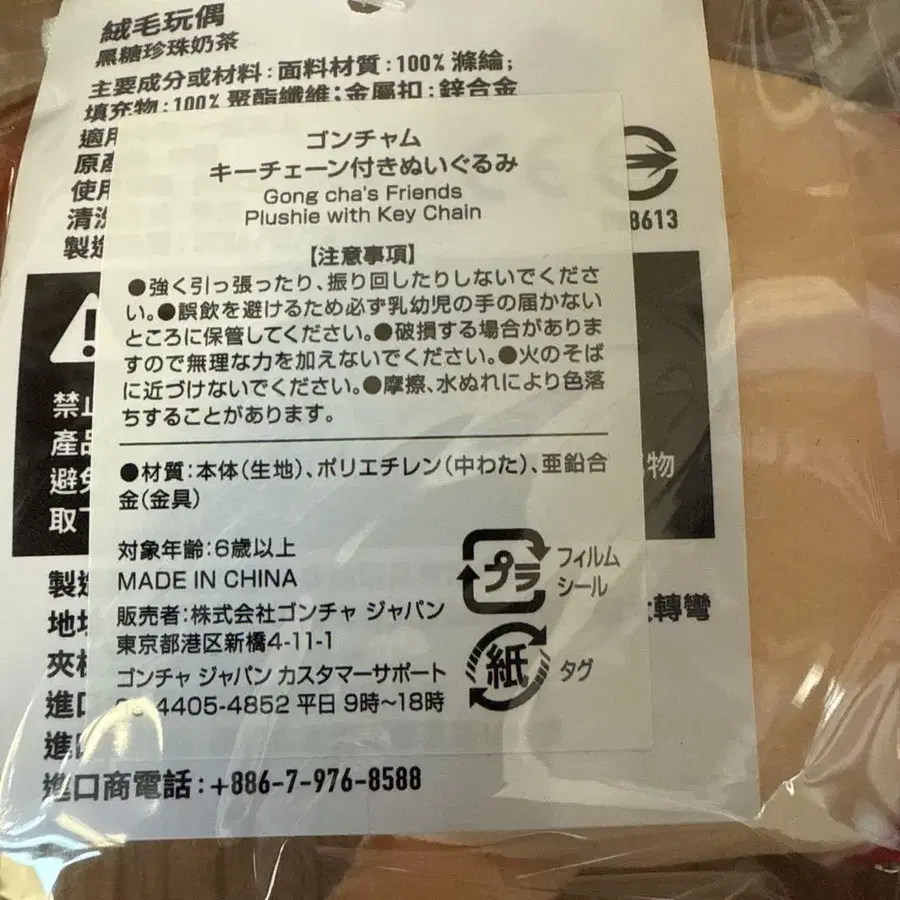 絨毛玩偶
黑糖珍珠奶茶
主要成分或材料:面料材質:100% 滌綸;
填充物:100% 聚酯纖維;金屬扣:鋅合金
適用
原產
使用
清洗
製造
8613
ゴンチャム
キーチェーン付きぬいぐるみ
Gong cha's Friends
Plushie with Key Chain
【注意事項】
●強く引っ張ったり、振り回したりしないでくださ
い。●誤飲を避けるため必ず乳幼児の手の届かない
ところに保管してください。●破損する場合がありま
すので無理な力を加えないでください。●火のそば
に近づけないでください。●摩擦、水ぬれにより色落
ちすることがあります。
●材質:本体(生地)、ポリエチレン(中わた)、亜鉛合
金(金具)
対象年齢:6歳以上
MADE IN CHINA
販売者:株式会社ゴンチャ ジャパン
東京都港区新橋4-11-1
ゴンチャ ジャパン カスタマーサポート
4405-4852 平日 9時~18時
プラ
フィルム
シール
紙
タグ
禁止
產品
避免
取下
物
製造
地址
轉彎
進口
進口商電話:+886-7-976-8588